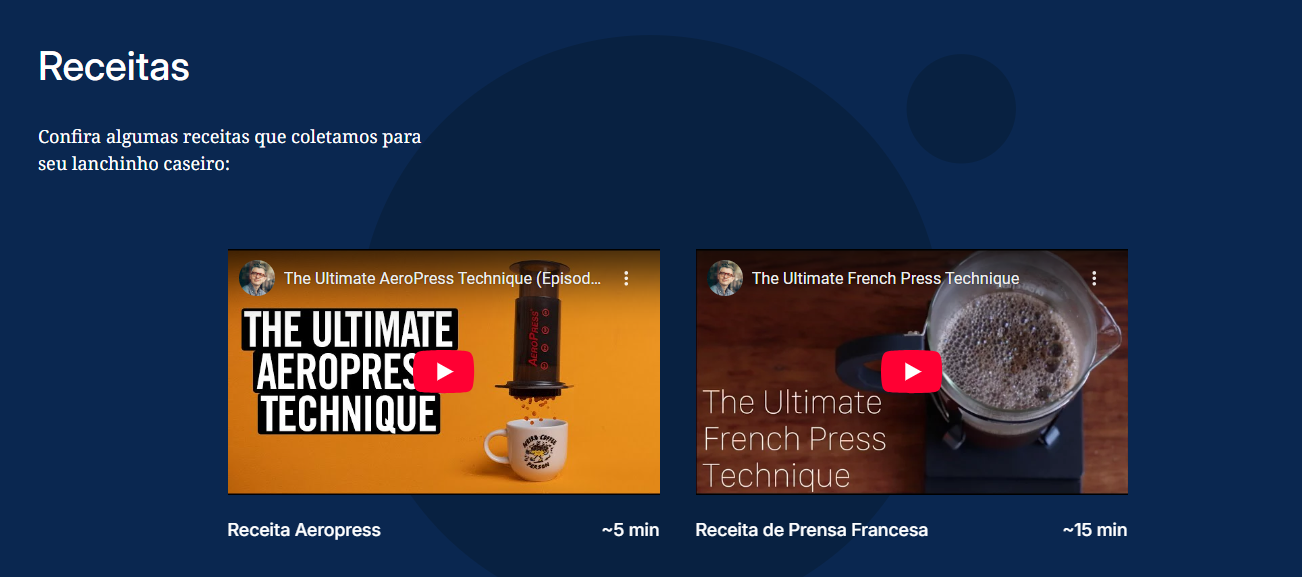 Receitas
Confira algumas receitas que coletamos para
seu lanchinho caseiro:
The Ultimate AeroPress Technique (Episod...
THE ULTIMATE
AEROPRES
TECHNIQUE
AEROPRESS
PERSON
Receita Aeropress
~5 min
The Ultimate French Press Technique
The Ultimate
French Press
Technique
Receita de Prensa Francesa
~15 min